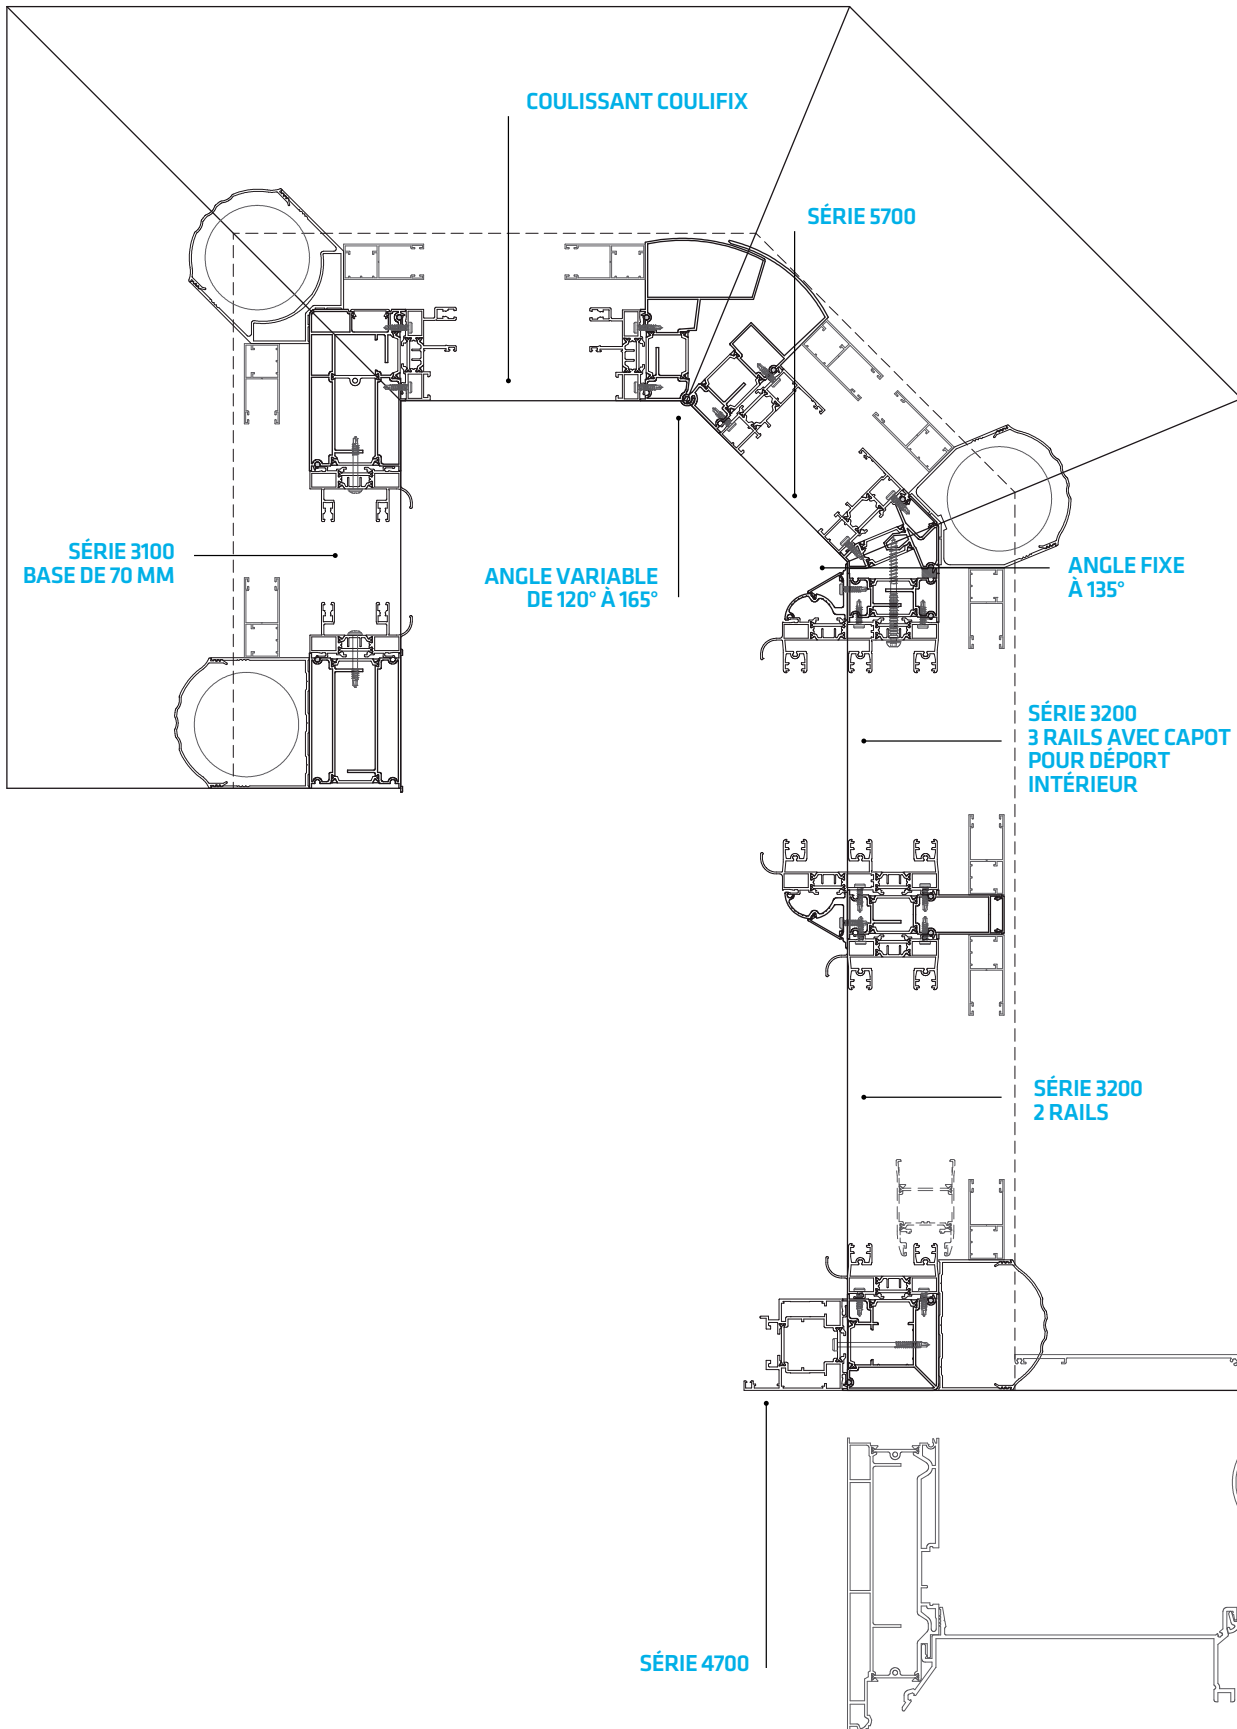 COULISSANT COULIFIX
SÉRIE 5700
SÉRIE 3100
BASE DE 70 MM
ANGLE VARIABLE
DE 120° À 165°
ANGLE FIXE
À 135°
SÉRIE 3200
3 RAILS AVEC CAPOT
POUR DÉPORT
INTÉRIEUR
SÉRIE 3200
2 RAILS
SÉRIE 4700